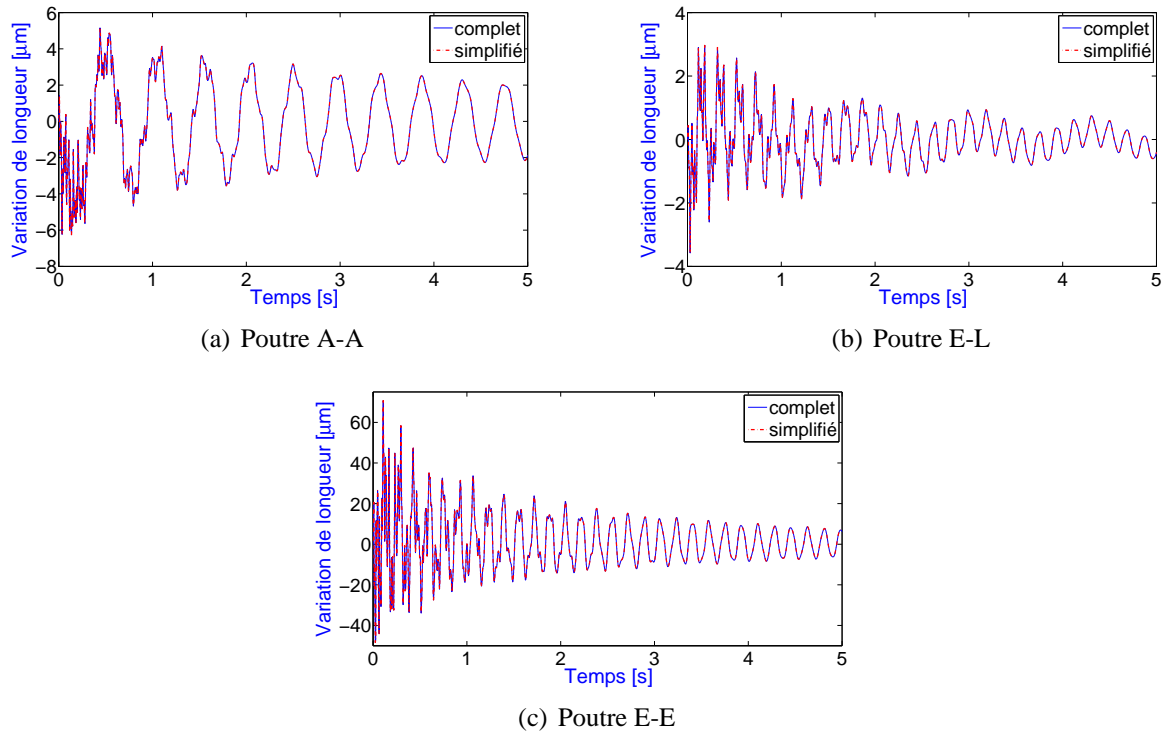 6
4
2
0
−2
−4
−6
−8
0 1 2 3 4 5
Variation de longueur [μm]
Temps [s]
complet
simplifié
(a) Poutre A-A
4
2
0
−2
−4
0 1 2 3 4 5
Variation de longueur [μm]
Temps [s]
complet
simplifié
(b) Poutre E-L
60
40
20
0
−20
−40
0 1 2 3 4 5
Variation de longueur [μm]
Temps [s]
complet
simplifié
(c) Poutre E-E